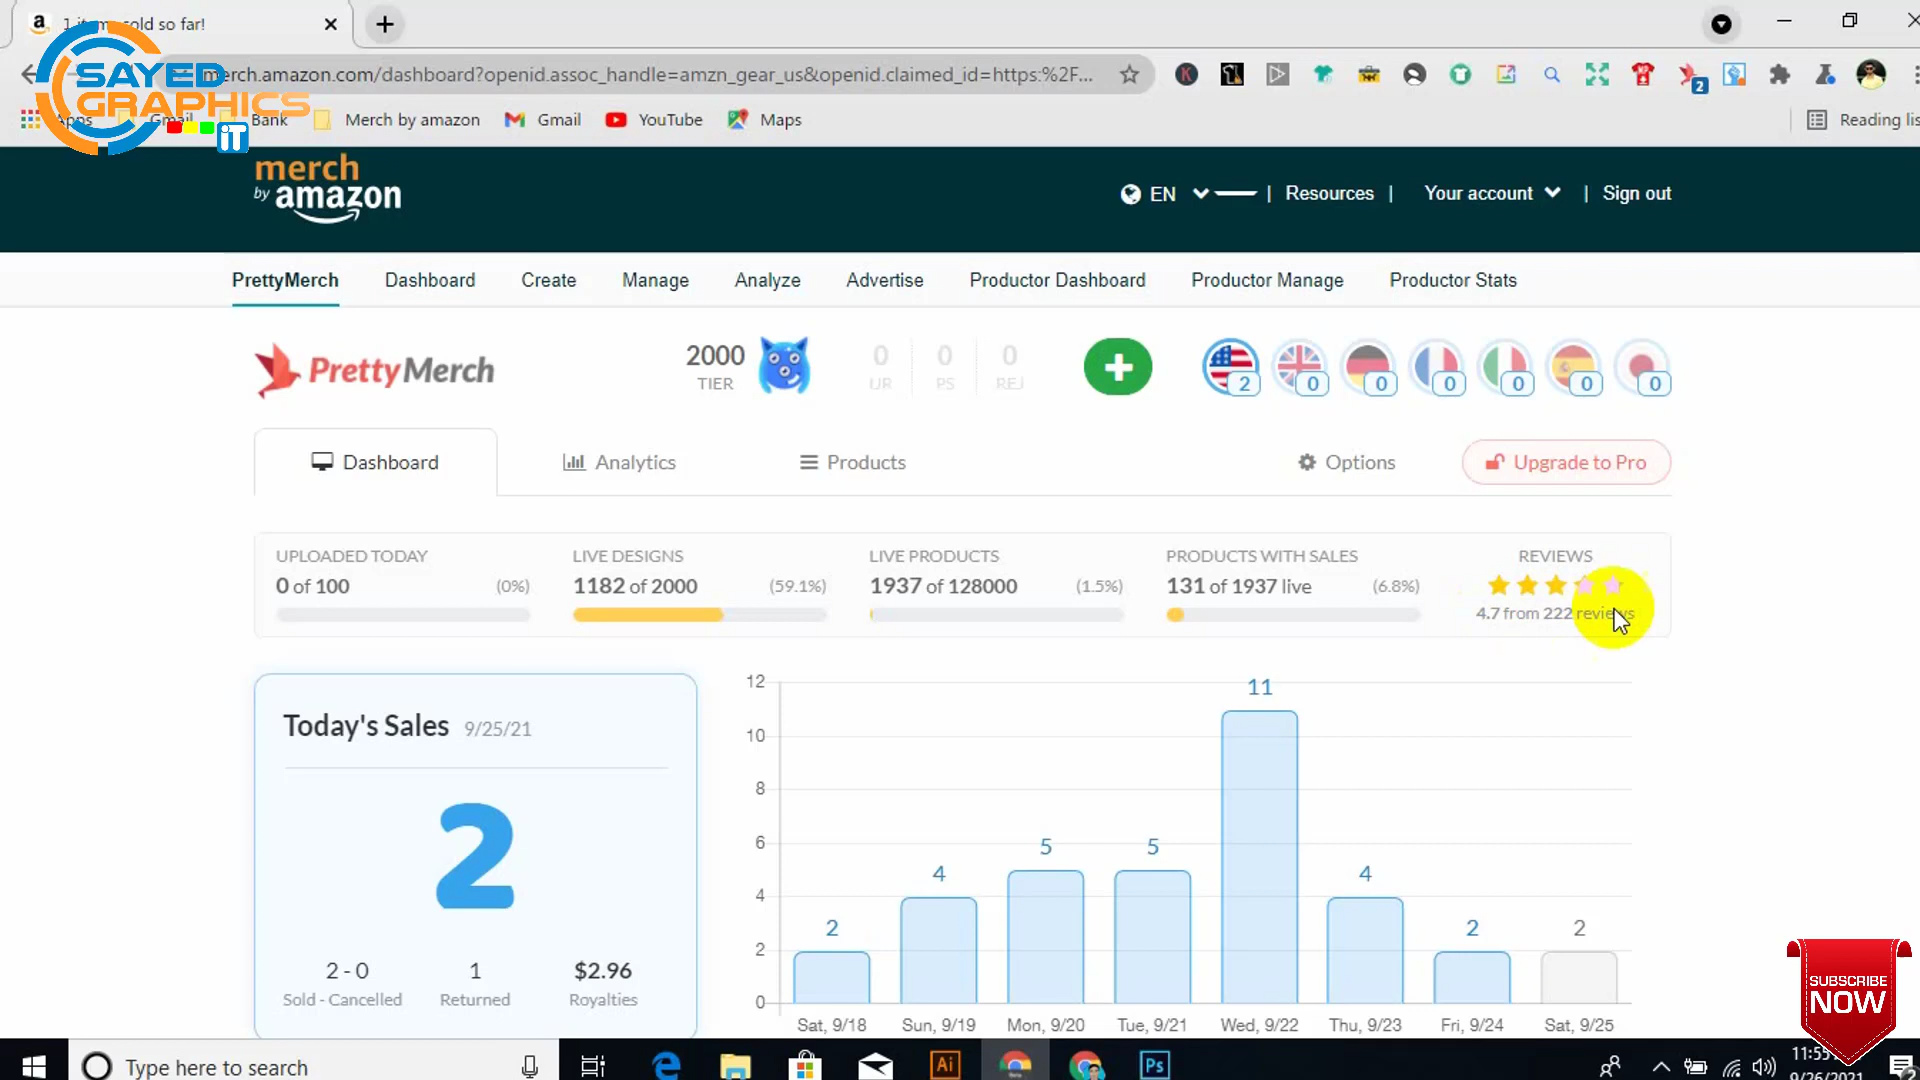 1 item sold so far!
SAYED
GRAPHICS
iT
merch.amazon.com/dashboard?openid.assoc_handle=amzn_gear_us&openid.claimed_id=https:%2F...
2
Apps
Gmail
Bank
Merch by amazon
Gmail
YouTube
Maps
Reading lis
merch
by amazon
EN
| Resources | Your account | Sign out
PrettyMerch Dashboard Create Manage Analyze Advertise Productor Dashboard Productor Manage Productor Stats
PrettyMerch
2000
TIER
0
UR
0
PS
0
REJ
2 0 0 0 0 0 0
Dashboard
Analytics
Products
Options
Upgrade to Pro
UPLOADED TODAY
0 of 100 (0%)
LIVE DESIGNS
1182 of 2000 (59.1%)
LIVE PRODUCTS
1937 of 128000 (1.5%)
PRODUCTS WITH SALES
131 of 1937 live (6.8%)
REVIEWS
4.7 from 222 reviews
Today's Sales 9/25/21
2
2 - 0
Sold - Cancelled
1
Returned
$2.96
Royalties
12
10
8
6
4
2
0
2 4 5 5 11 4 2 2
Sat, 9/18 Sun, 9/19 Mon, 9/20 Tue, 9/21 Wed, 9/22 Thu, 9/23 Fri, 9/24 Sat, 9/25
SUBSCRIBE
NOW
Type here to search
Ai
Ps
11:55
9/26/2021
2